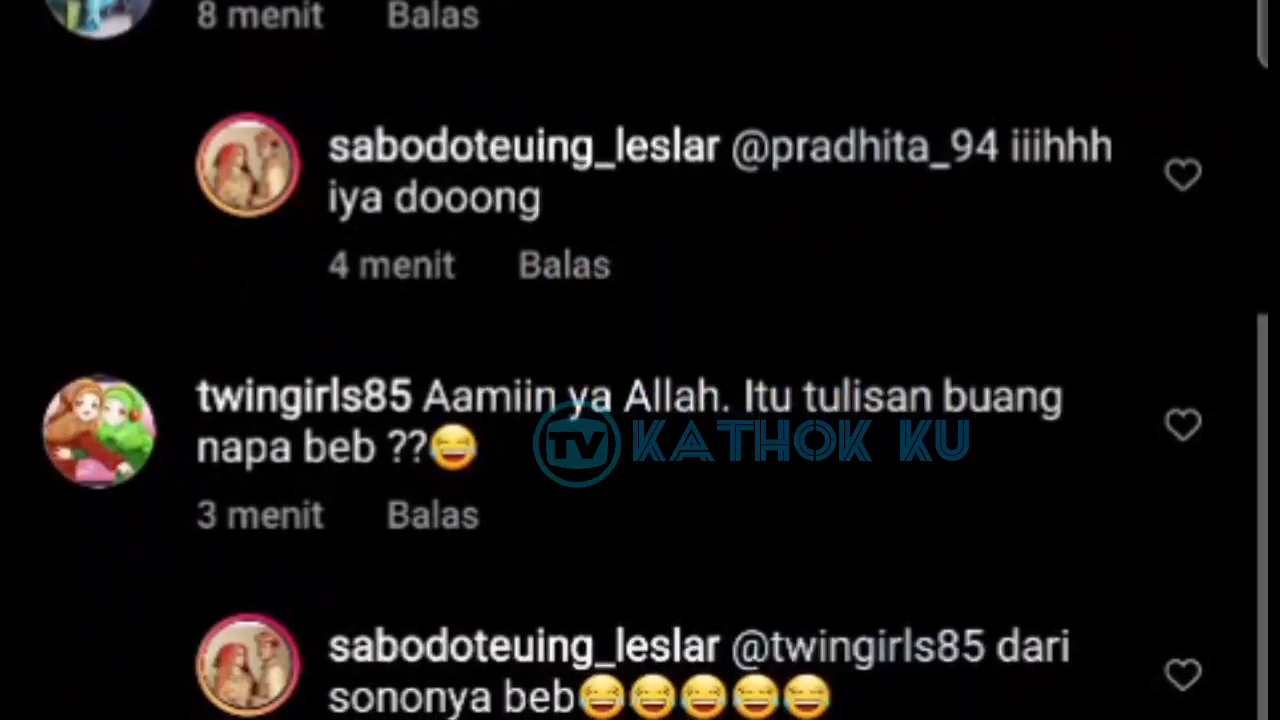 8 menit Balas
sabodoteuing_leslar @pradhita_94 iiihhh
iya dooong
4 menit Balas
twingirls85 Aamiin ya Allah. Itu tulisan buang
napa beb ??😂
TV KATHOK KU
3 menit Balas
sabodoteuing_leslar @twingirls85 dari
sononya beb😂😂😂😂😂